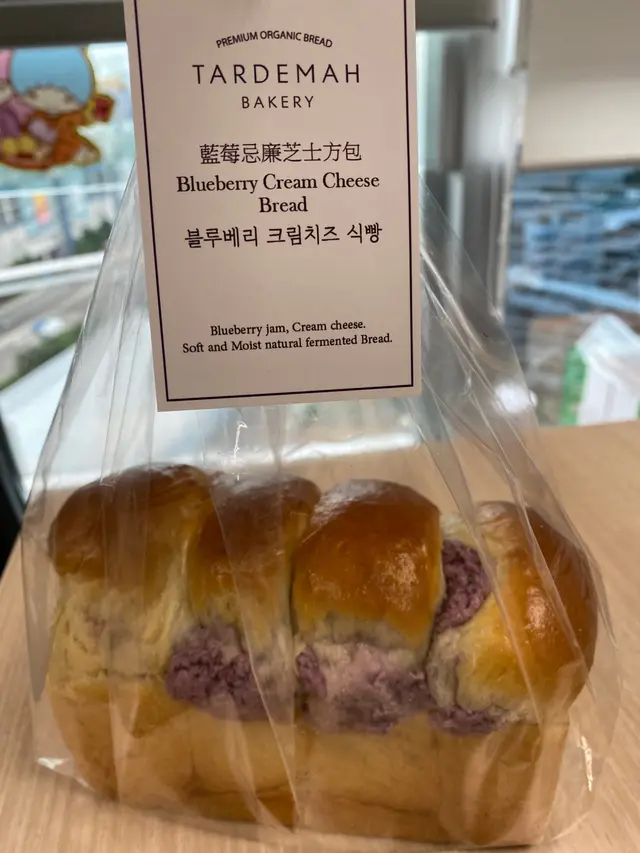 PREMIUM ORGANIC BREAD
TARDEMAH
BAKERY
藍莓忌廉芝士方包
Blueberry Cream Cheese
Bread
블루베리 크림치즈 식빵
Blueberry jam, Cream cheese.
Soft and Moist natural fermented Bread.